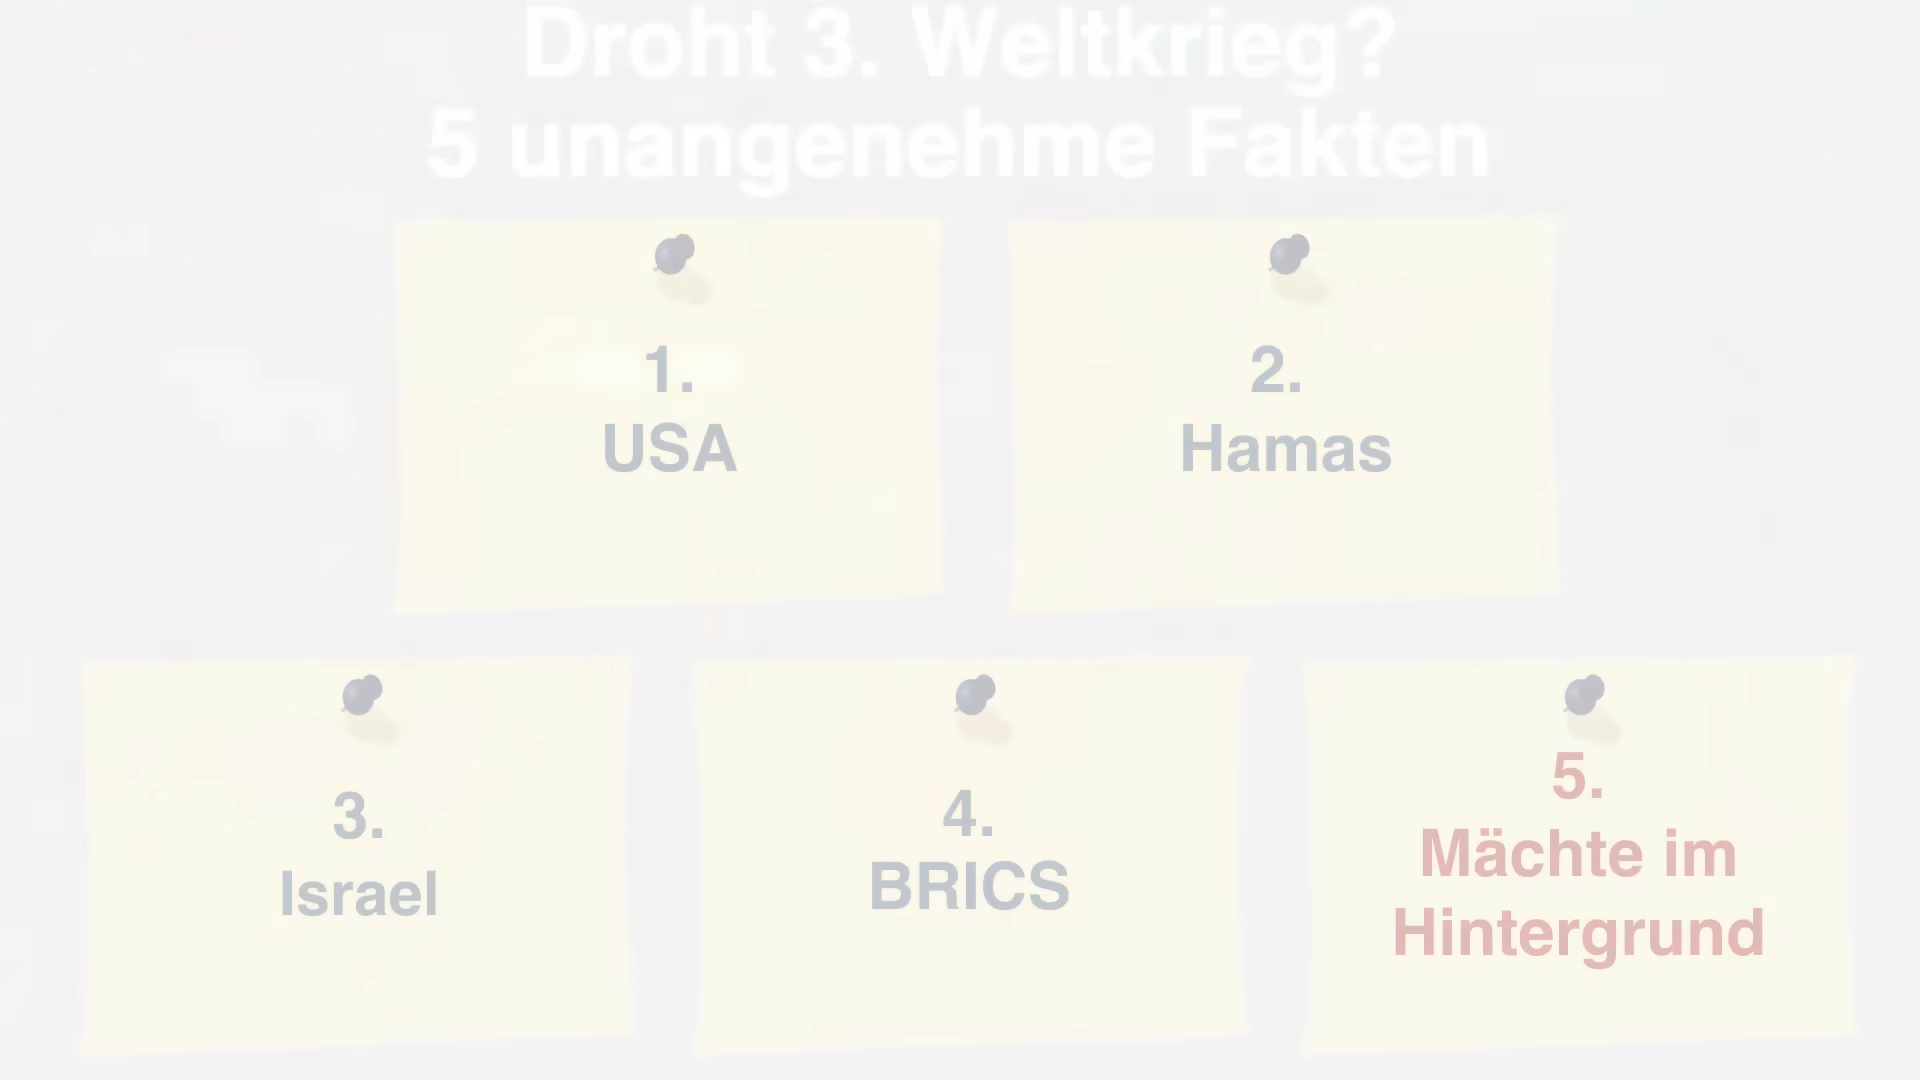 Droht 3. Weltkrieg?
5 unangenehme Fakten
1.
USA
2.
Hamas
3.
Israel
4.
BRICS
5.
Mächte im
Hintergrund